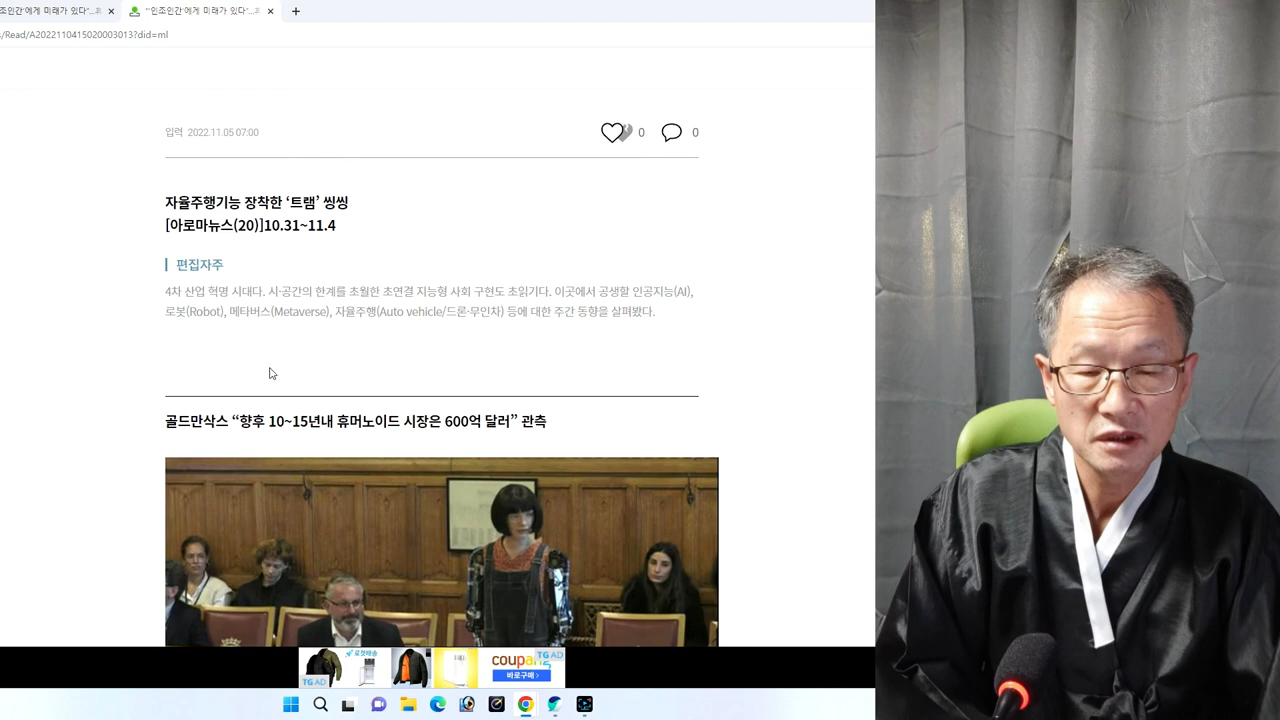 조인간'에게 미래가 있다"...
"'인조인간'에게 미래가 있다"...
s/Read/A2022110415020003013?did=ml
입력 2022.11.05 07:00
0
0
자율주행기능 장착한 ‘트램’ 씽씽
[아로마뉴스(20)]10.31~11.4
편집자주
4차 산업 혁명 시대다. 시·공간의 한계를 초월한 초연결 지능형 사회 구현도 초읽기다. 이곳에서 공생할 인공지능(AI),
로봇(Robot), 메타버스(Metaverse), 자율주행(Auto vehicle/드론·무인차) 등에 대한 주간 동향을 살펴봤다.
골드만삭스 “향후 10~15년내 휴머노이드 시장은 600억 달러” 관측
로켓배송
TG AD
coupang
TG AD
바로구매 ›